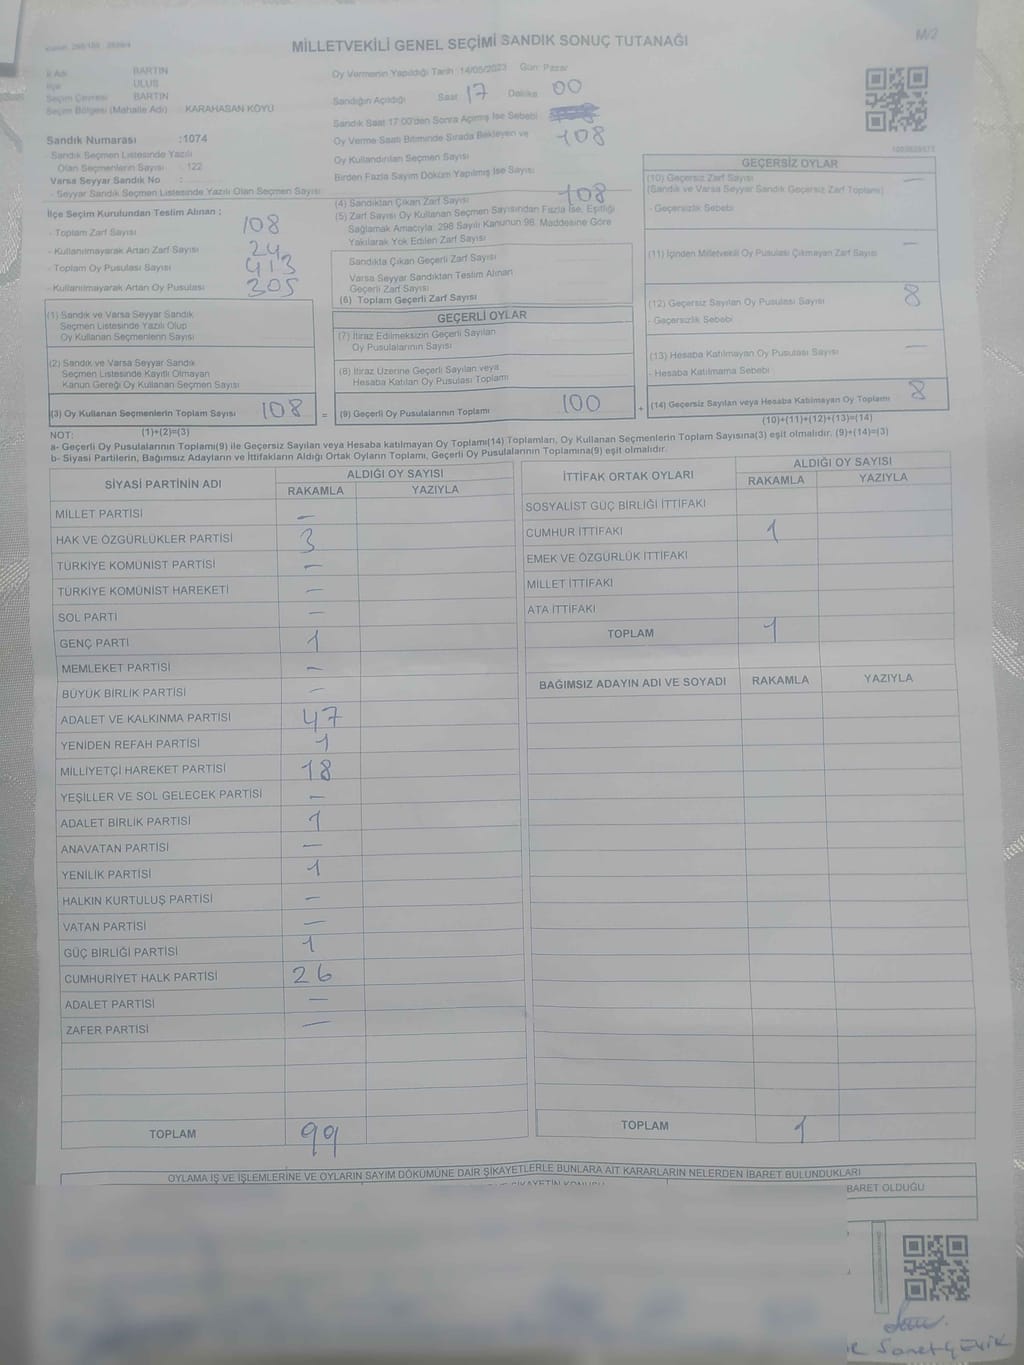 MİLLETVEKİLİ GENEL SEÇİMİ SANDIK SONUÇ TUTANAĞI
M/2
İl Adı BARTIN
İlçe ULUS
Seçim Çevresi BARTIN
Seçim Bölgesi (Mahalle Adı) KARAHASAN KÖYÜ
Sandık Numarası :1074
- Sandık Seçmen Listesinde Yazılı
Olan Seçmenlerin Sayısı : 122
Varsa Seyyar Sandık No :
- Seyyar Sandık Seçmen Listesinde Yazılı Olan Seçmen Sayısı
İlçe Seçim Kurulundan Teslim Alınan :
- Toplam Zarf Sayısı 108
- Kullanılmayarak Artan Zarf Sayısı 24
- Toplam Oy Pusulası Sayısı 413
- Kullanılmayarak Artan Oy Pusulası 305
Oy Vermenin Yapıldığı Tarih :14/05/2023 Gün: Pazar
Sandığın Açıldığı Saat 17 Dakika 00
Sandık Saat 17:00'den Sonra Açılmış İse Sebebi
Oy Verme Saati Bitiminde Sırada Bekleyen ve 108
Oy Kullandırılan Seçmen Sayısı
Birden Fazla Sayım Döküm Yapılmış İse Sayısı
(4) Sandıktan Çıkan Zarf Sayısı 108
(5) Zarf Sayısı Oy Kullanan Seçmen Sayısından Fazla İse, Eşitliği
Sağlamak Amacıyla; 298 Sayılı Kanunun 98. Maddesine Göre
Yakılarak Yok Edilen Zarf Sayısı
Sandıkta Çıkan Geçerli Zarf Sayısı
Varsa Seyyar Sandıktan Teslim Alınan
Geçerli Zarf Sayısı
(6) Toplam Geçerli Zarf Sayısı
GEÇERSİZ OYLAR
(10) Geçersiz Zarf Sayısı —
(Sandık ve Varsa Seyyar Sandık Geçersiz Zarf Toplamı)
- Geçersizlik Sebebi
(11) İçinden Milletvekili Oy Pusulası Çıkmayan Zarf Sayısı —
(12) Geçersiz Sayılan Oy Pusulası Sayısı 8
- Geçersizlik Sebebi
(13) Hesaba Katılmayan Oy Pusulası Sayısı —
- Hesaba Katılmama Sebebi
(1) Sandık ve Varsa Seyyar Sandık
Seçmen Listesinde Yazılı Olup
Oy Kullanan Seçmenlerin Sayısı
(2) Sandık ve Varsa Seyyar Sandık
Seçmen Listesinde Kayıtlı Olmayan
Kanun Gereği Oy Kullanan Seçmen Sayısı
GEÇERLİ OYLAR
(7) İtiraz Edilmeksizin Geçerli Sayılan
Oy Pusulalarının Sayısı
(8) İtiraz Üzerine Geçerli Sayılan veya
Hesaba Katılan Oy Pusulası Toplamı
(3) Oy Kullanan Seçmenlerin Toplam Sayısı 108 = (9) Geçerli Oy Pusulalarının Toplamı 100 + (14) Geçersiz Sayılan veya Hesaba Katılmayan Oy Toplamı 8
(1)+(2)=(3) (10)+(11)+(12)+(13)=(14)
NOT:
a- Geçerli Oy Pusulalarının Toplamı(9) ile Geçersiz Sayılan veya Hesaba katılmayan Oy Toplamı(14) Toplamları, Oy Kullanan Seçmenlerin Toplam Sayısına(3) eşit olmalıdır. (9)+(14)=(3)
b- Siyasi Partilerin, Bağımsız Adayların ve İttifakların Aldığı Ortak Oyların Toplamı, Geçerli Oy Pusulalarının Toplamına(9) eşit olmalıdır.
SİYASİ PARTİNİN ADI ALDIĞI OY SAYISI
RAKAMLA YAZIYLA
MİLLET PARTİSİ —
HAK VE ÖZGÜRLÜKLER PARTİSİ 3
TÜRKİYE KOMÜNİST PARTİSİ —
TÜRKİYE KOMÜNİST HAREKETİ —
SOL PARTİ —
GENÇ PARTİ 1
MEMLEKET PARTİSİ —
BÜYÜK BİRLİK PARTİSİ —
ADALET VE KALKINMA PARTİSİ 47
YENİDEN REFAH PARTİSİ 1
MİLLİYETÇİ HAREKET PARTİSİ 18
YEŞİLLER VE SOL GELECEK PARTİSİ —
ADALET BİRLİK PARTİSİ 1
ANAVATAN PARTİSİ —
YENİLİK PARTİSİ 1
HALKIN KURTULUŞ PARTİSİ —
VATAN PARTİSİ —
GÜÇ BİRLİĞİ PARTİSİ 1
CUMHURİYET HALK PARTİSİ 26
ADALET PARTİSİ —
ZAFER PARTİSİ —
TOPLAM 99
İTTİFAK ORTAK OYLARI ALDIĞI OY SAYISI
RAKAMLA YAZIYLA
SOSYALİST GÜÇ BİRLİĞİ İTTİFAKI
CUMHUR İTTİFAKI 1
EMEK VE ÖZGÜRLÜK İTTİFAKI
MİLLET İTTİFAKI
ATA İTTİFAKI
TOPLAM 1
BAĞIMSIZ ADAYIN ADI VE SOYADI RAKAMLA YAZIYLA
TOPLAM 1
OYLAMA İŞ VE İŞLEMLERİNE VE OYLARIN SAYIM DÖKÜMÜNE DAİR ŞİKAYETLERLE BUNLARA AİT KARARLARIN NELERDEN İBARET BULUNDUKLARI
BARET OLDUĞU